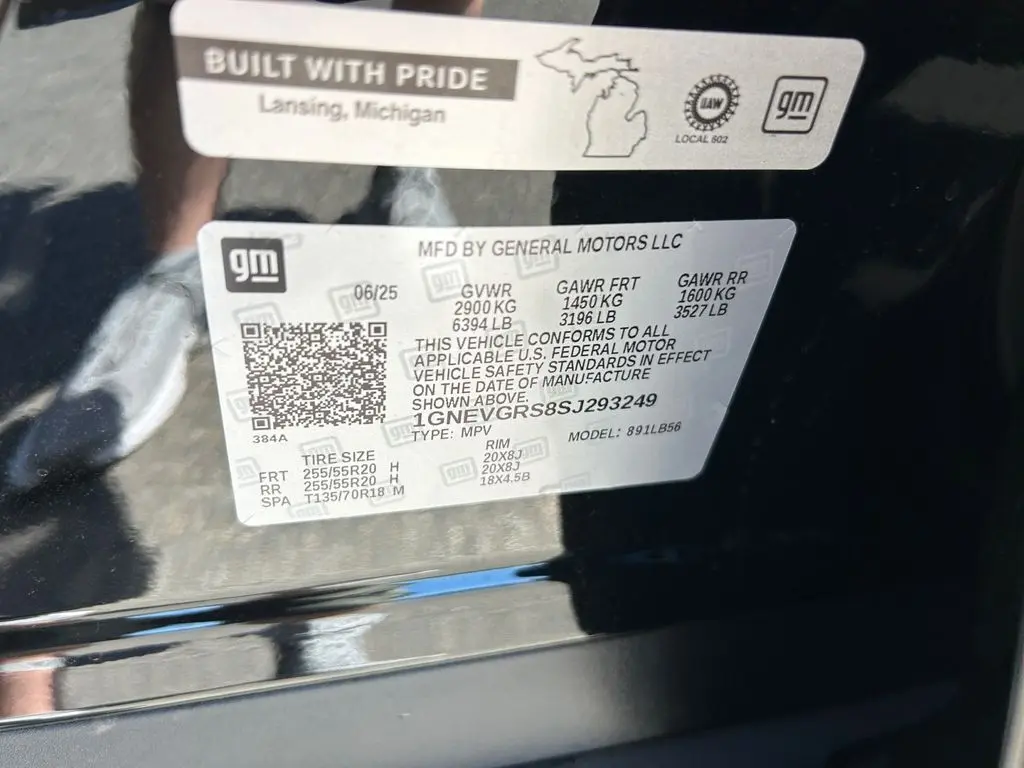 BUILT WITH PRIDE
Lansing, Michigan
UAW
LOCAL 602
gm
gm
MFD BY GENERAL MOTORS LLC
06/25
GVWR GAWR FRT GAWR RR
2900 KG 1450 KG 1600 KG
6394 LB 3196 LB 3527 LB
THIS VEHICLE CONFORMS TO ALL
APPLICABLE U.S. FEDERAL MOTOR
VEHICLE SAFETY STANDARDS IN EFFECT
ON THE DATE OF MANUFACTURE
SHOWN ABOVE.
1GNEVGRS8SJ293249
TYPE: MPV MODEL: 891LB56
384A
TIRE SIZE RIM
FRT 255/55R20 H 20X8J
RR 255/55R20 H 20X8J
SPA T135/70R18 M 18X4.5B